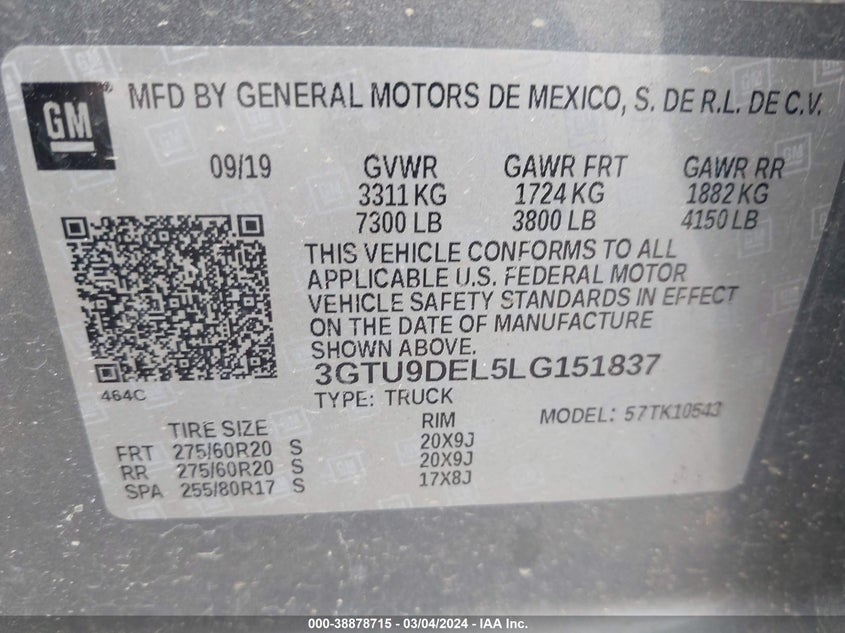 GM
MFD BY GENERAL MOTORS DE MEXICO, S. DE R.L. DE C.V.
09/19 GVWR GAWR FRT GAWR RR
3311 KG 1724 KG 1882 KG
7300 LB 3800 LB 4150 LB
THIS VEHICLE CONFORMS TO ALL
APPLICABLE U.S. FEDERAL MOTOR
VEHICLE SAFETY STANDARDS IN EFFECT
ON THE DATE OF MANUFACTURE
SHOWN ABOVE.
3GTU9DEL5LG151837
464C
TYPE: TRUCK MODEL: 57TK10543
TIRE SIZE RIM
FRT 275/60R20 S 20X9J
RR 275/60R20 S 20X9J
SPA 255/80R17 S 17X8J
000-38878715 - 03/04/2024 - IAA Inc.